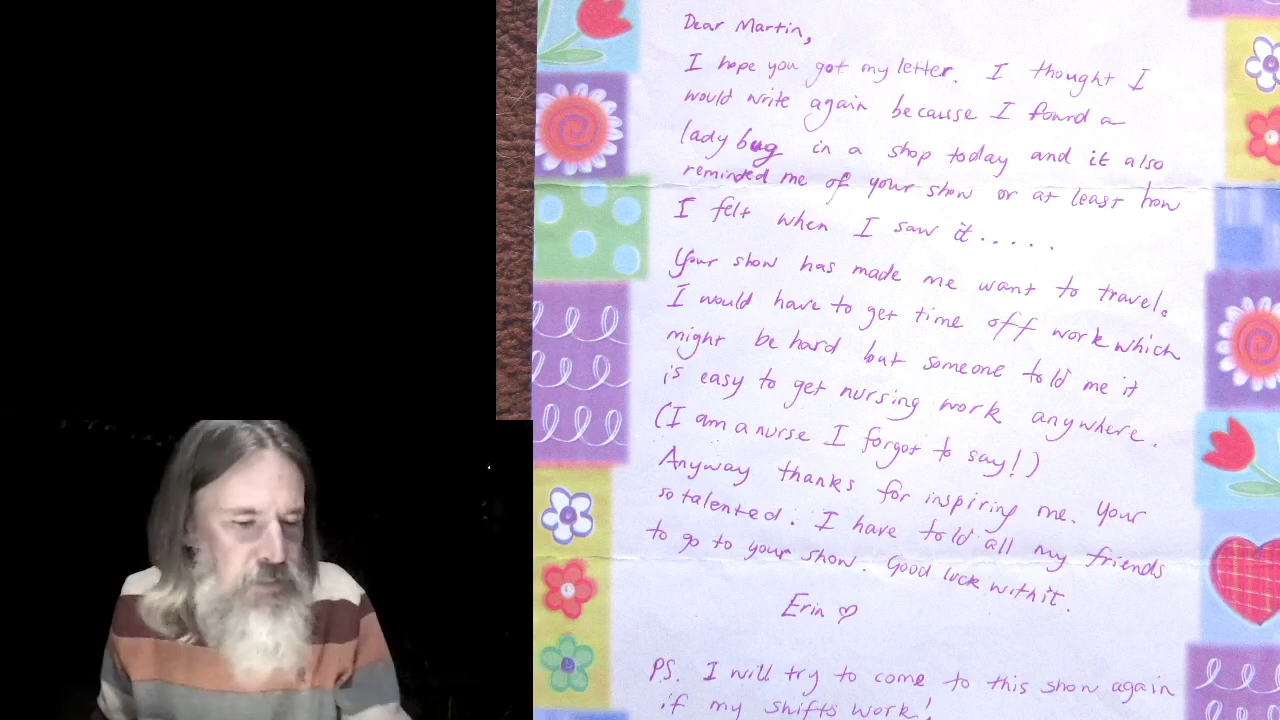 Dear Martin,
I hope you got my letter. I thought I
would write again because I found a
lady bug in a shop today and it also
reminded me of your show or at least how
I felt when I saw it.....
Your show has made me want to travel.
I would have to get time off work which
might be hard but someone told me it
is easy to get nursing work anywhere.
(I am a nurse I forgot to say!)
Anyway thanks for inspiring me. Your
so talented. I have told all my friends
to go to your show. Good luck with it.
Erin ♡
PS. I will try to come to this show again
if my shifts work!